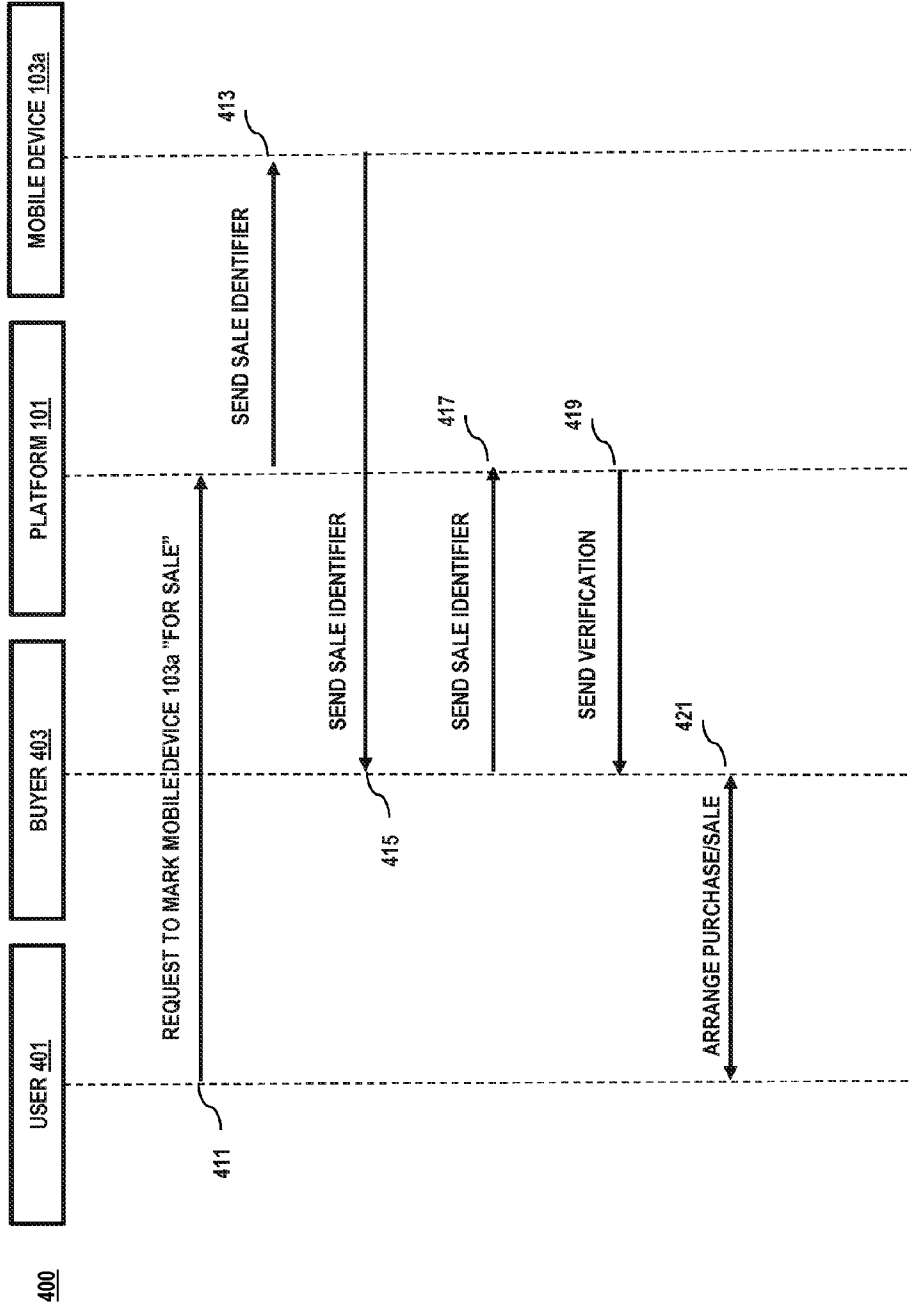 400
USER 401
BUYER 403
PLATFORM 101
MOBILE DEVICE 103a
REQUEST TO MARK MOBILE DEVICE 103a "FOR SALE"
411
SEND SALE IDENTIFIER
413
SEND SALE IDENTIFIER
415
SEND SALE IDENTIFIER
417
SEND VERIFICATION
419
ARRANGE PURCHASE/SALE
421